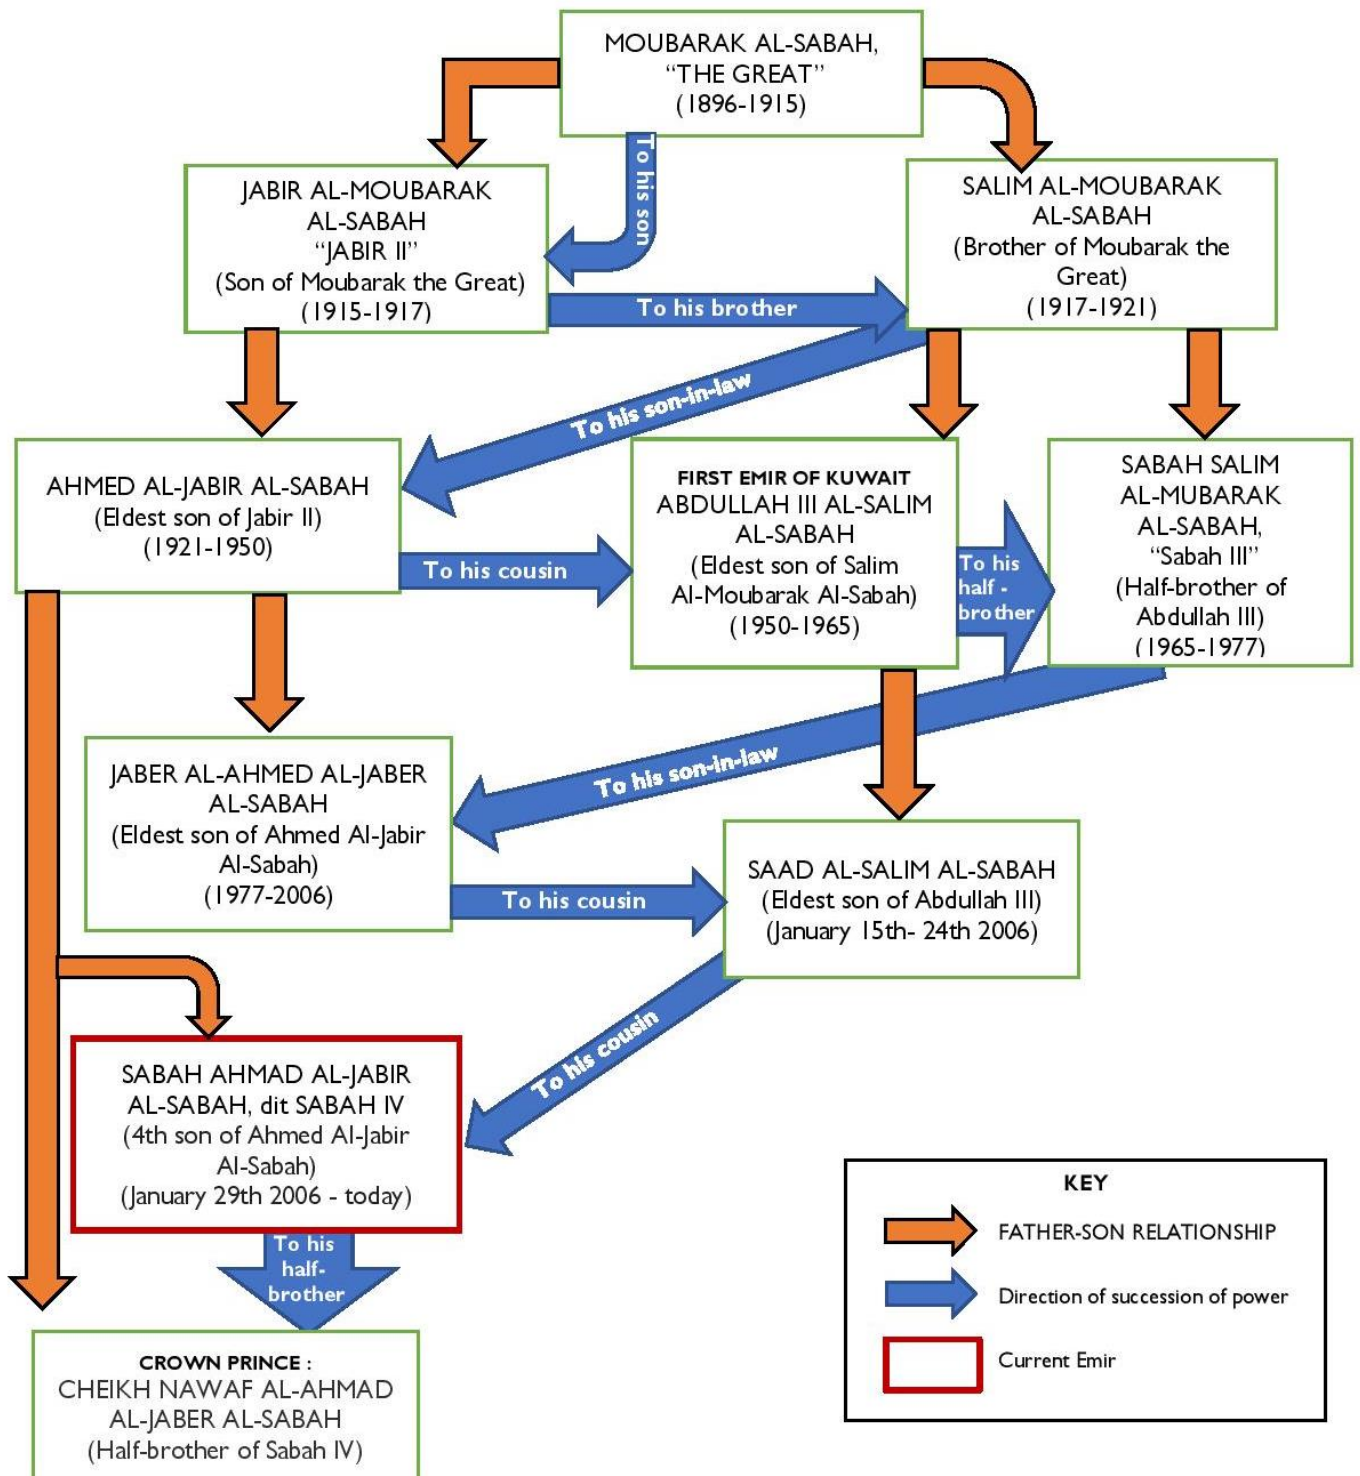 MOUBARAK AL-SABAH,
“THE GREAT”
(1896-1915)
To his son
JABIR AL-MOUBARAK
AL-SABAH
“JABIR II”
(Son of Moubarak the Great)
(1915-1917)
To his brother
SALIM AL-MOUBARAK
AL-SABAH
(Brother of Moubarak the
Great)
(1917-1921)
To his son-in-law
AHMED AL-JABIR AL-SABAH
(Eldest son of Jabir II)
(1921-1950)
To his cousin
FIRST EMIR OF KUWAIT
ABDULLAH III AL-SALIM
AL-SABAH
(Eldest son of Salim
Al-Moubarak Al-Sabah)
(1950-1965)
To his
half -
brother
SABAH SALIM
AL-MUBARAK
AL-SABAH,
“Sabah III”
(Half-brother of
Abdullah III)
(1965-1977)
To his son-in-law
JABER AL-AHMED AL-JABER
AL-SABAH
(Eldest son of Ahmed Al-Jabir
Al-Sabah)
(1977-2006)
To his cousin
SAAD AL-SALIM AL-SABAH
(Eldest son of Abdullah III)
(January 15th- 24th 2006)
To his cousin
SABAH AHMAD AL-JABIR
AL-SABAH, dit SABAH IV
(4th son of Ahmed Al-Jabir
Al-Sabah)
(January 29th 2006 - today)
To his
half-
brother
CROWN PRINCE :
CHEIKH NAWAF AL-AHMAD
AL-JABER AL-SABAH
(Half-brother of Sabah IV)
KEY
FATHER-SON RELATIONSHIP
Direction of succession of power
Current Emir